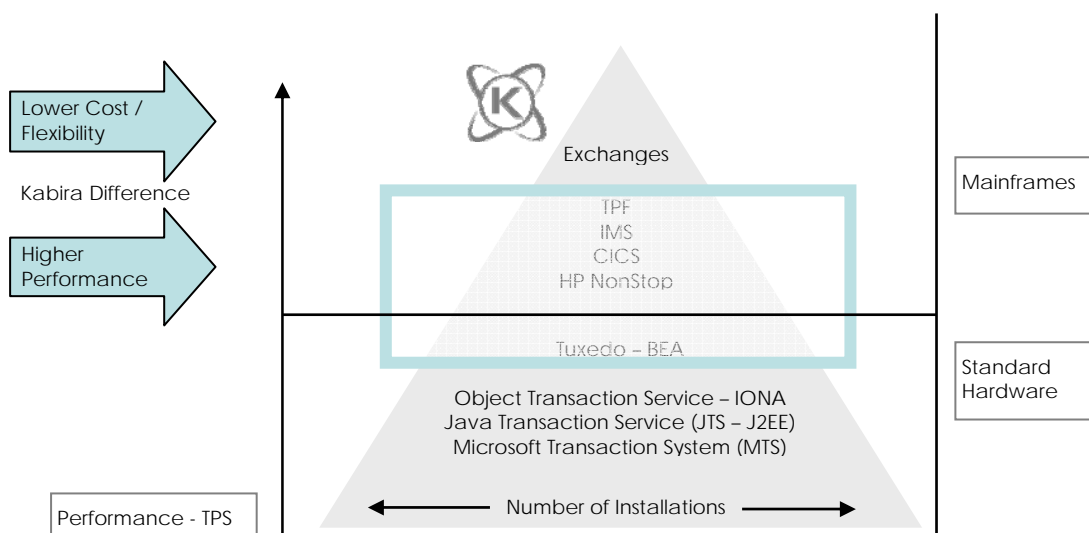 Lower Cost /
Flexibility
Kabira Difference
Higher
Performance
K
Exchanges
TPF
IMS
CICS
HP NonStop
Tuxedo – BEA
Object Transaction Service – IONA
Java Transaction Service (JTS – J2EE)
Microsoft Transaction System (MTS)
Number of Installations
Performance - TPS
Mainframes
Standard
Hardware